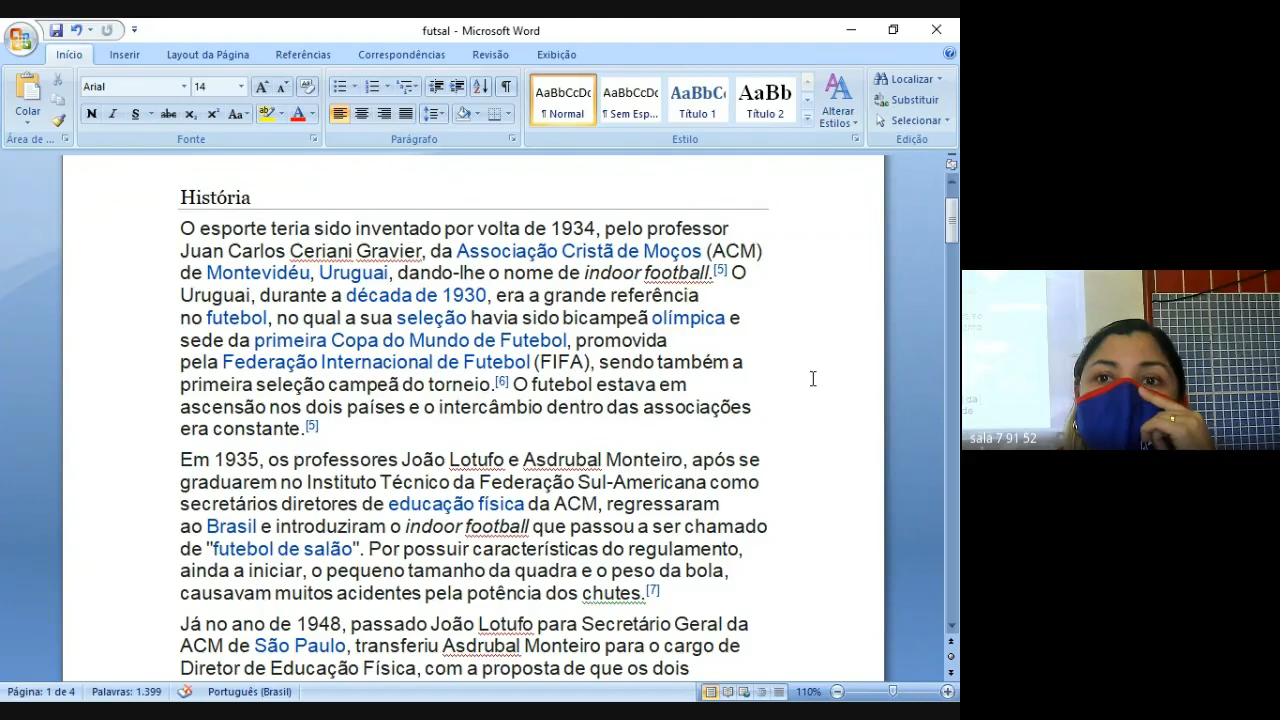 futsal - Microsoft Word
Início Inserir Layout da Página Referências Correspondências Revisão Exibição
Colar
Área de ...
Arial 14
N I S abc x₂ x² Aa
Fonte
Parágrafo
AaBbCcDc AaBbCcDc AaBbCc AaBb
¶ Normal ¶ Sem Esp... Título 1 Título 2
Alterar
Estilos
Estilo
Localizar
Substituir
Selecionar
Edição
História
O esporte teria sido inventado por volta de 1934, pelo professor
Juan Carlos Ceriani Gravier, da Associação Cristã de Moços (ACM)
de Montevidéu, Uruguai, dando-lhe o nome de indoor football.[5] O
Uruguai, durante a década de 1930, era a grande referência
no futebol, no qual a sua seleção havia sido bicampeã olímpica e
sede da primeira Copa do Mundo de Futebol, promovida
pela Federação Internacional de Futebol (FIFA), sendo também a
primeira seleção campeã do torneio.[6] O futebol estava em
ascensão nos dois países e o intercâmbio dentro das associações
era constante.[5]
Em 1935, os professores João Lotufo e Asdrubal Monteiro, após se
graduarem no Instituto Técnico da Federação Sul-Americana como
secretários diretores de educação física da ACM, regressaram
ao Brasil e introduziram o indoor football que passou a ser chamado
de "futebol de salão". Por possuir características do regulamento,
ainda a iniciar, o pequeno tamanho da quadra e o peso da bola,
causavam muitos acidentes pela potência dos chutes.[7]
Já no ano de 1948, passado João Lotufo para Secretário Geral da
ACM de São Paulo, transferiu Asdrubal Monteiro para o cargo de
Diretor de Educação Física, com a proposta de que os dois
Página: 1 de 4 Palavras: 1.399 Português (Brasil) 110%
sala 7 91 52